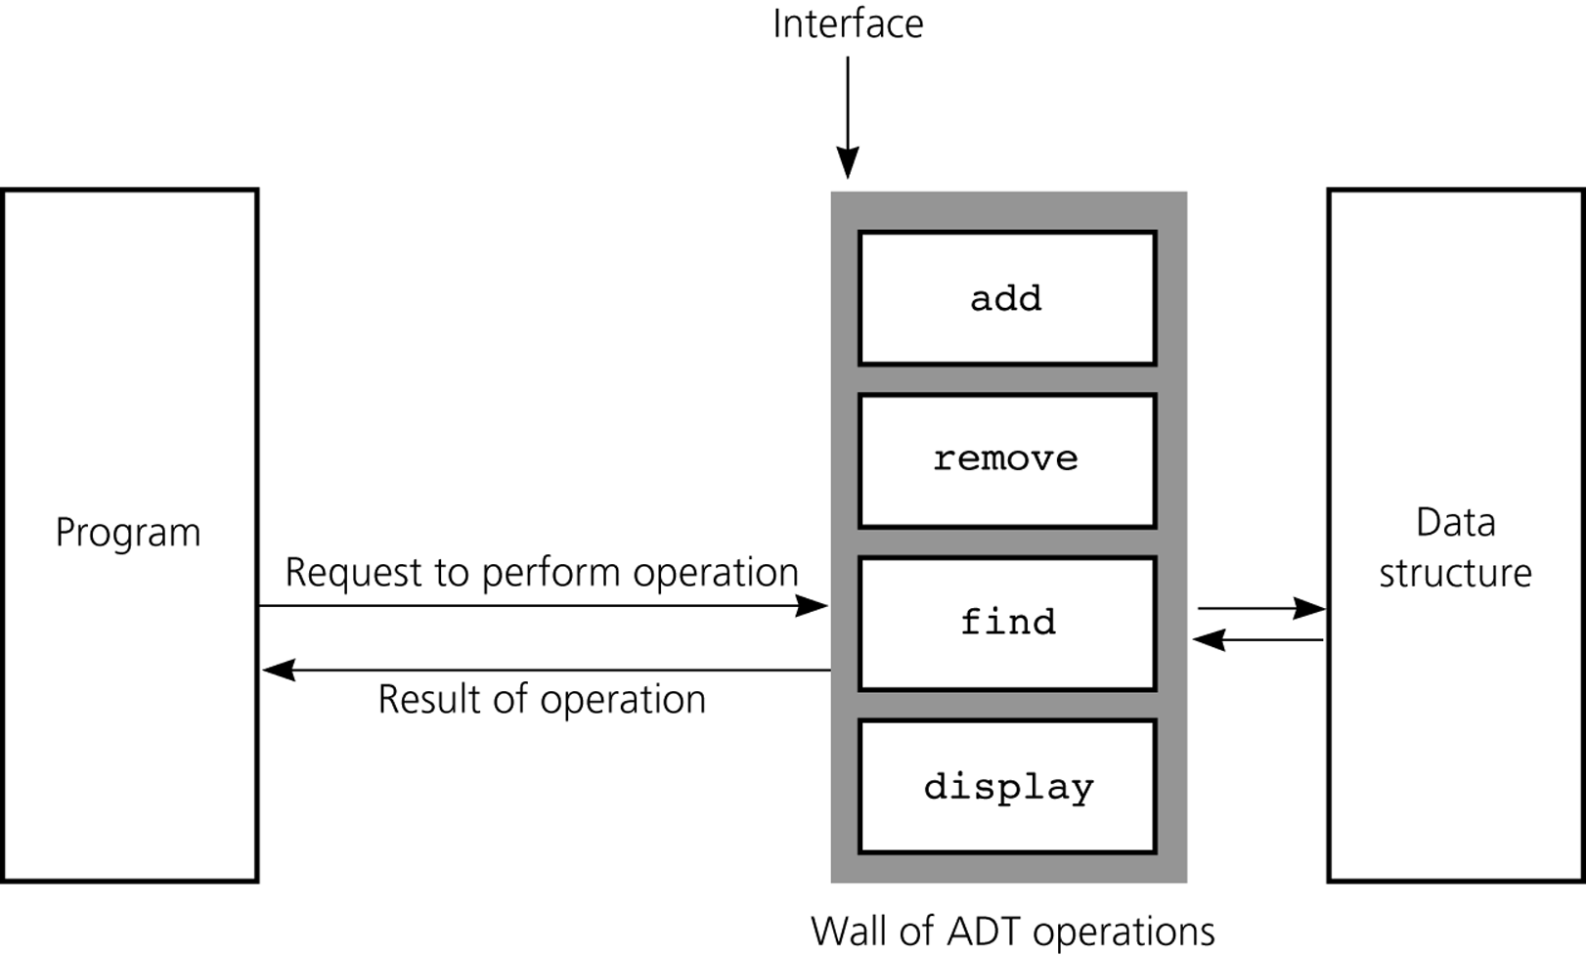 Interface
add
remove
Program
Data
structure
Request to perform operation
find
Result of operation
display
Wall of ADT operations